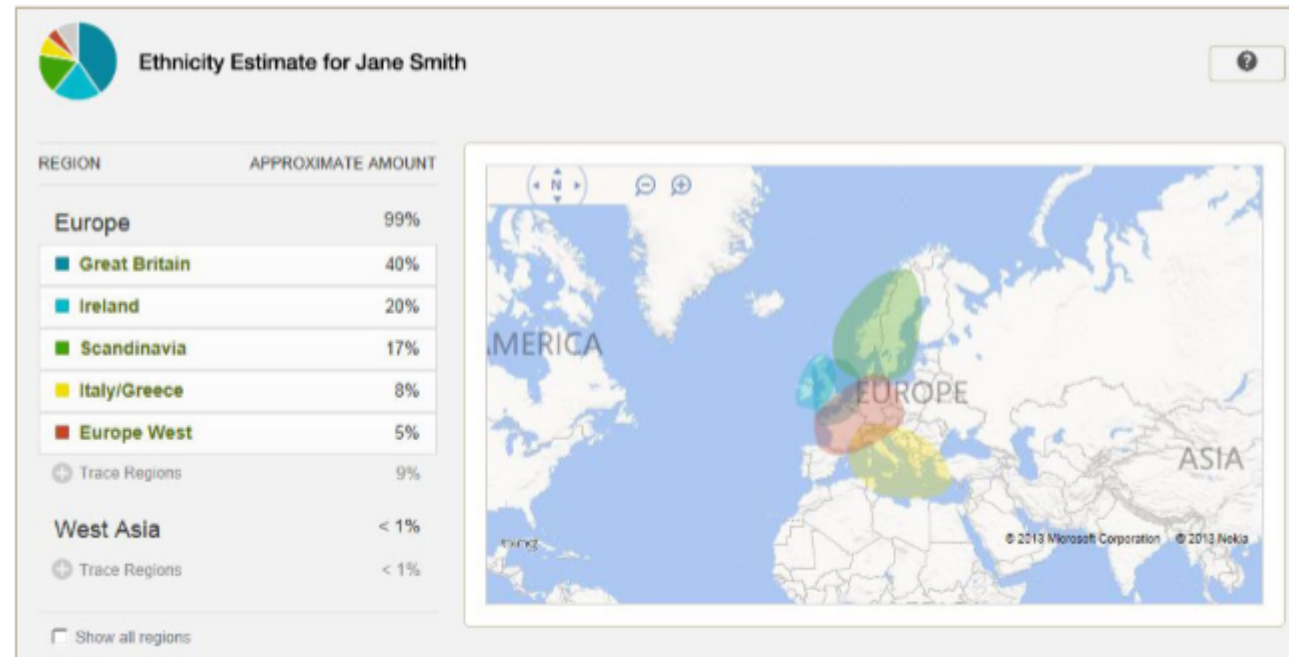 Ethnicity Estimate for Jane Smith
?
REGION APPROXIMATE AMOUNT
Europe 99%
Great Britain 40%
Ireland 20%
Scandinavia 17%
Italy/Greece 8%
Europe West 5%
Trace Regions 9%
West Asia < 1%
Trace Regions < 1%
Show all regions
N
MERICA
EUROPE
ASIA
bing
© 2013 Microsoft Corporation © 2013 Nokia